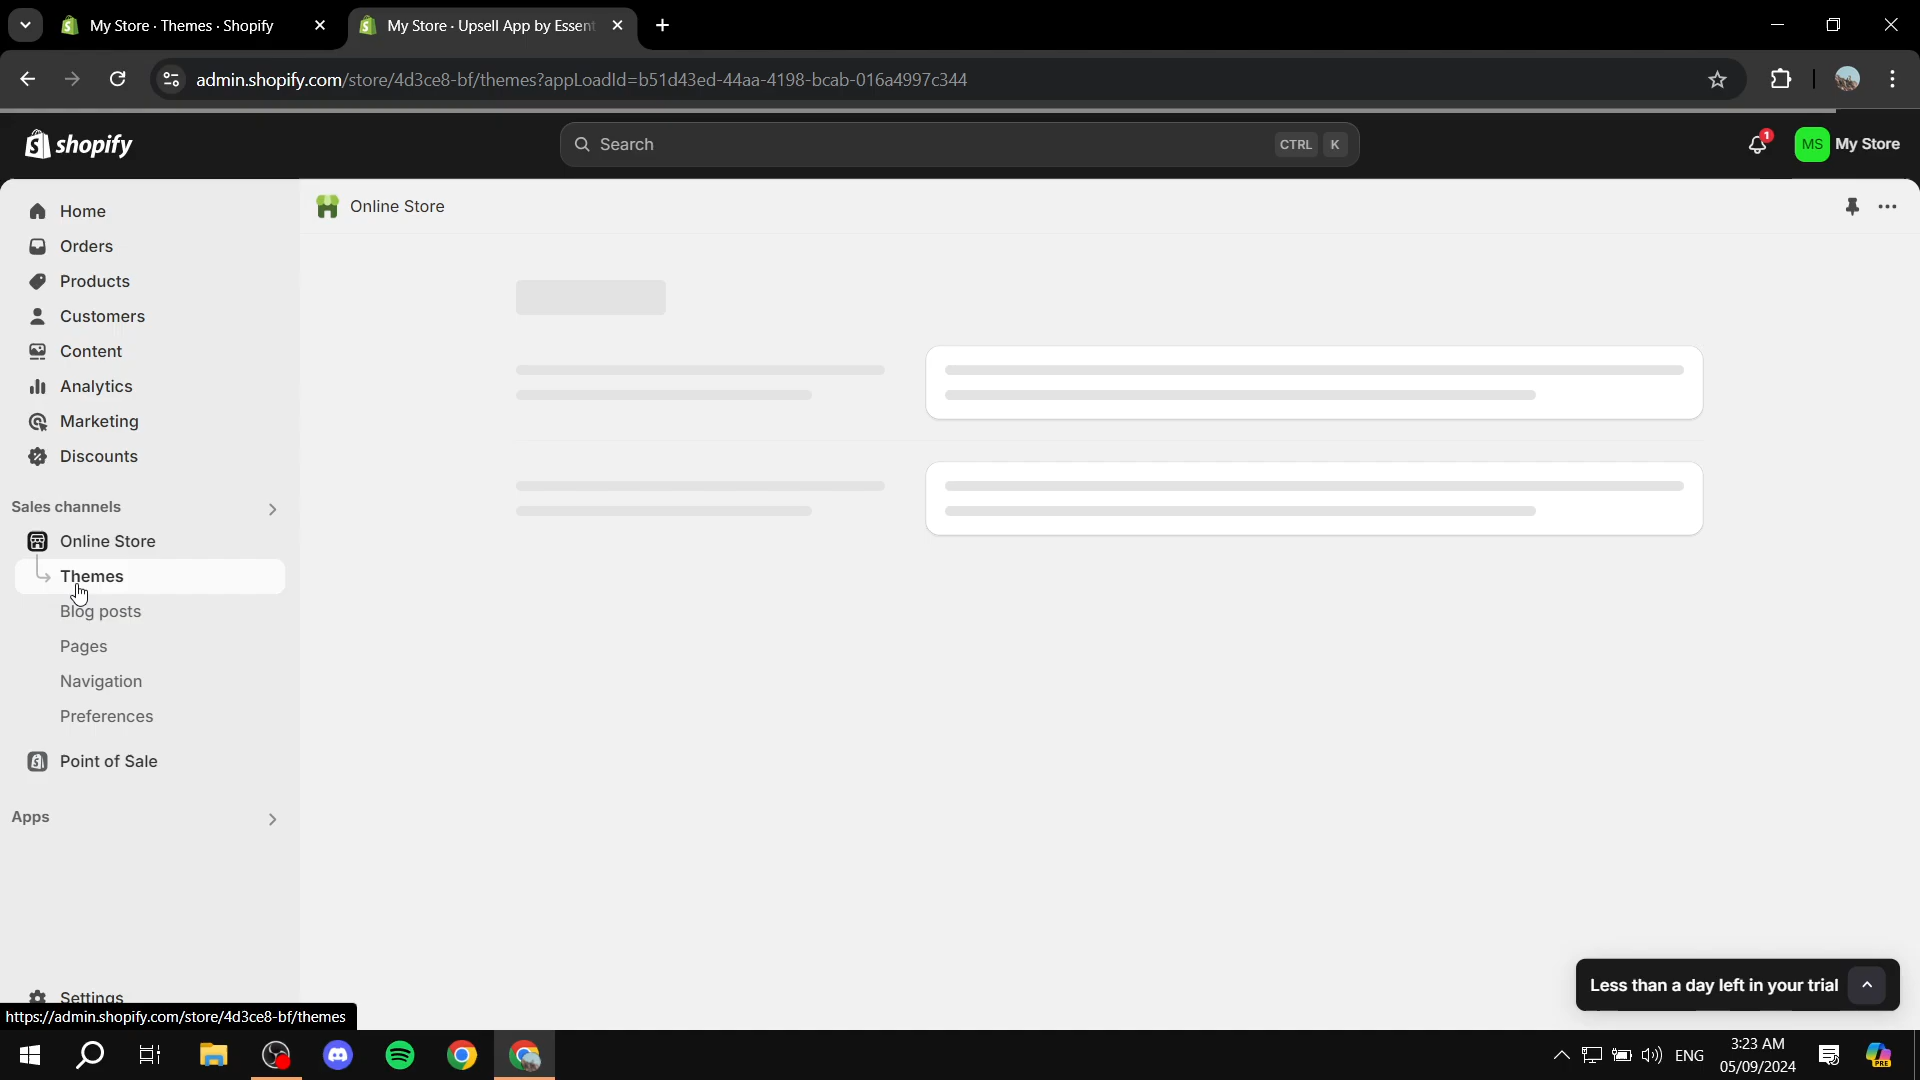 My Store · Themes · Shopify
My Store · Upsell App by Essent
admin.shopify.com/store/4d3ce8-bf/themes?appLoadId=b51d43ed-44aa-4198-bcab-016a4997c344
shopify
Search
CTRL K
1
MS
My Store
Home
Orders
Products
Customers
Content
Analytics
Marketing
Discounts
Sales channels
Online Store
Themes
Blog posts
Pages
Navigation
Preferences
Point of Sale
Apps
Settings
Online Store
Less than a day left in your trial
https://admin.shopify.com/store/4d3ce8-bf/themes
ENG
3:23 AM
05/09/2024
PRE